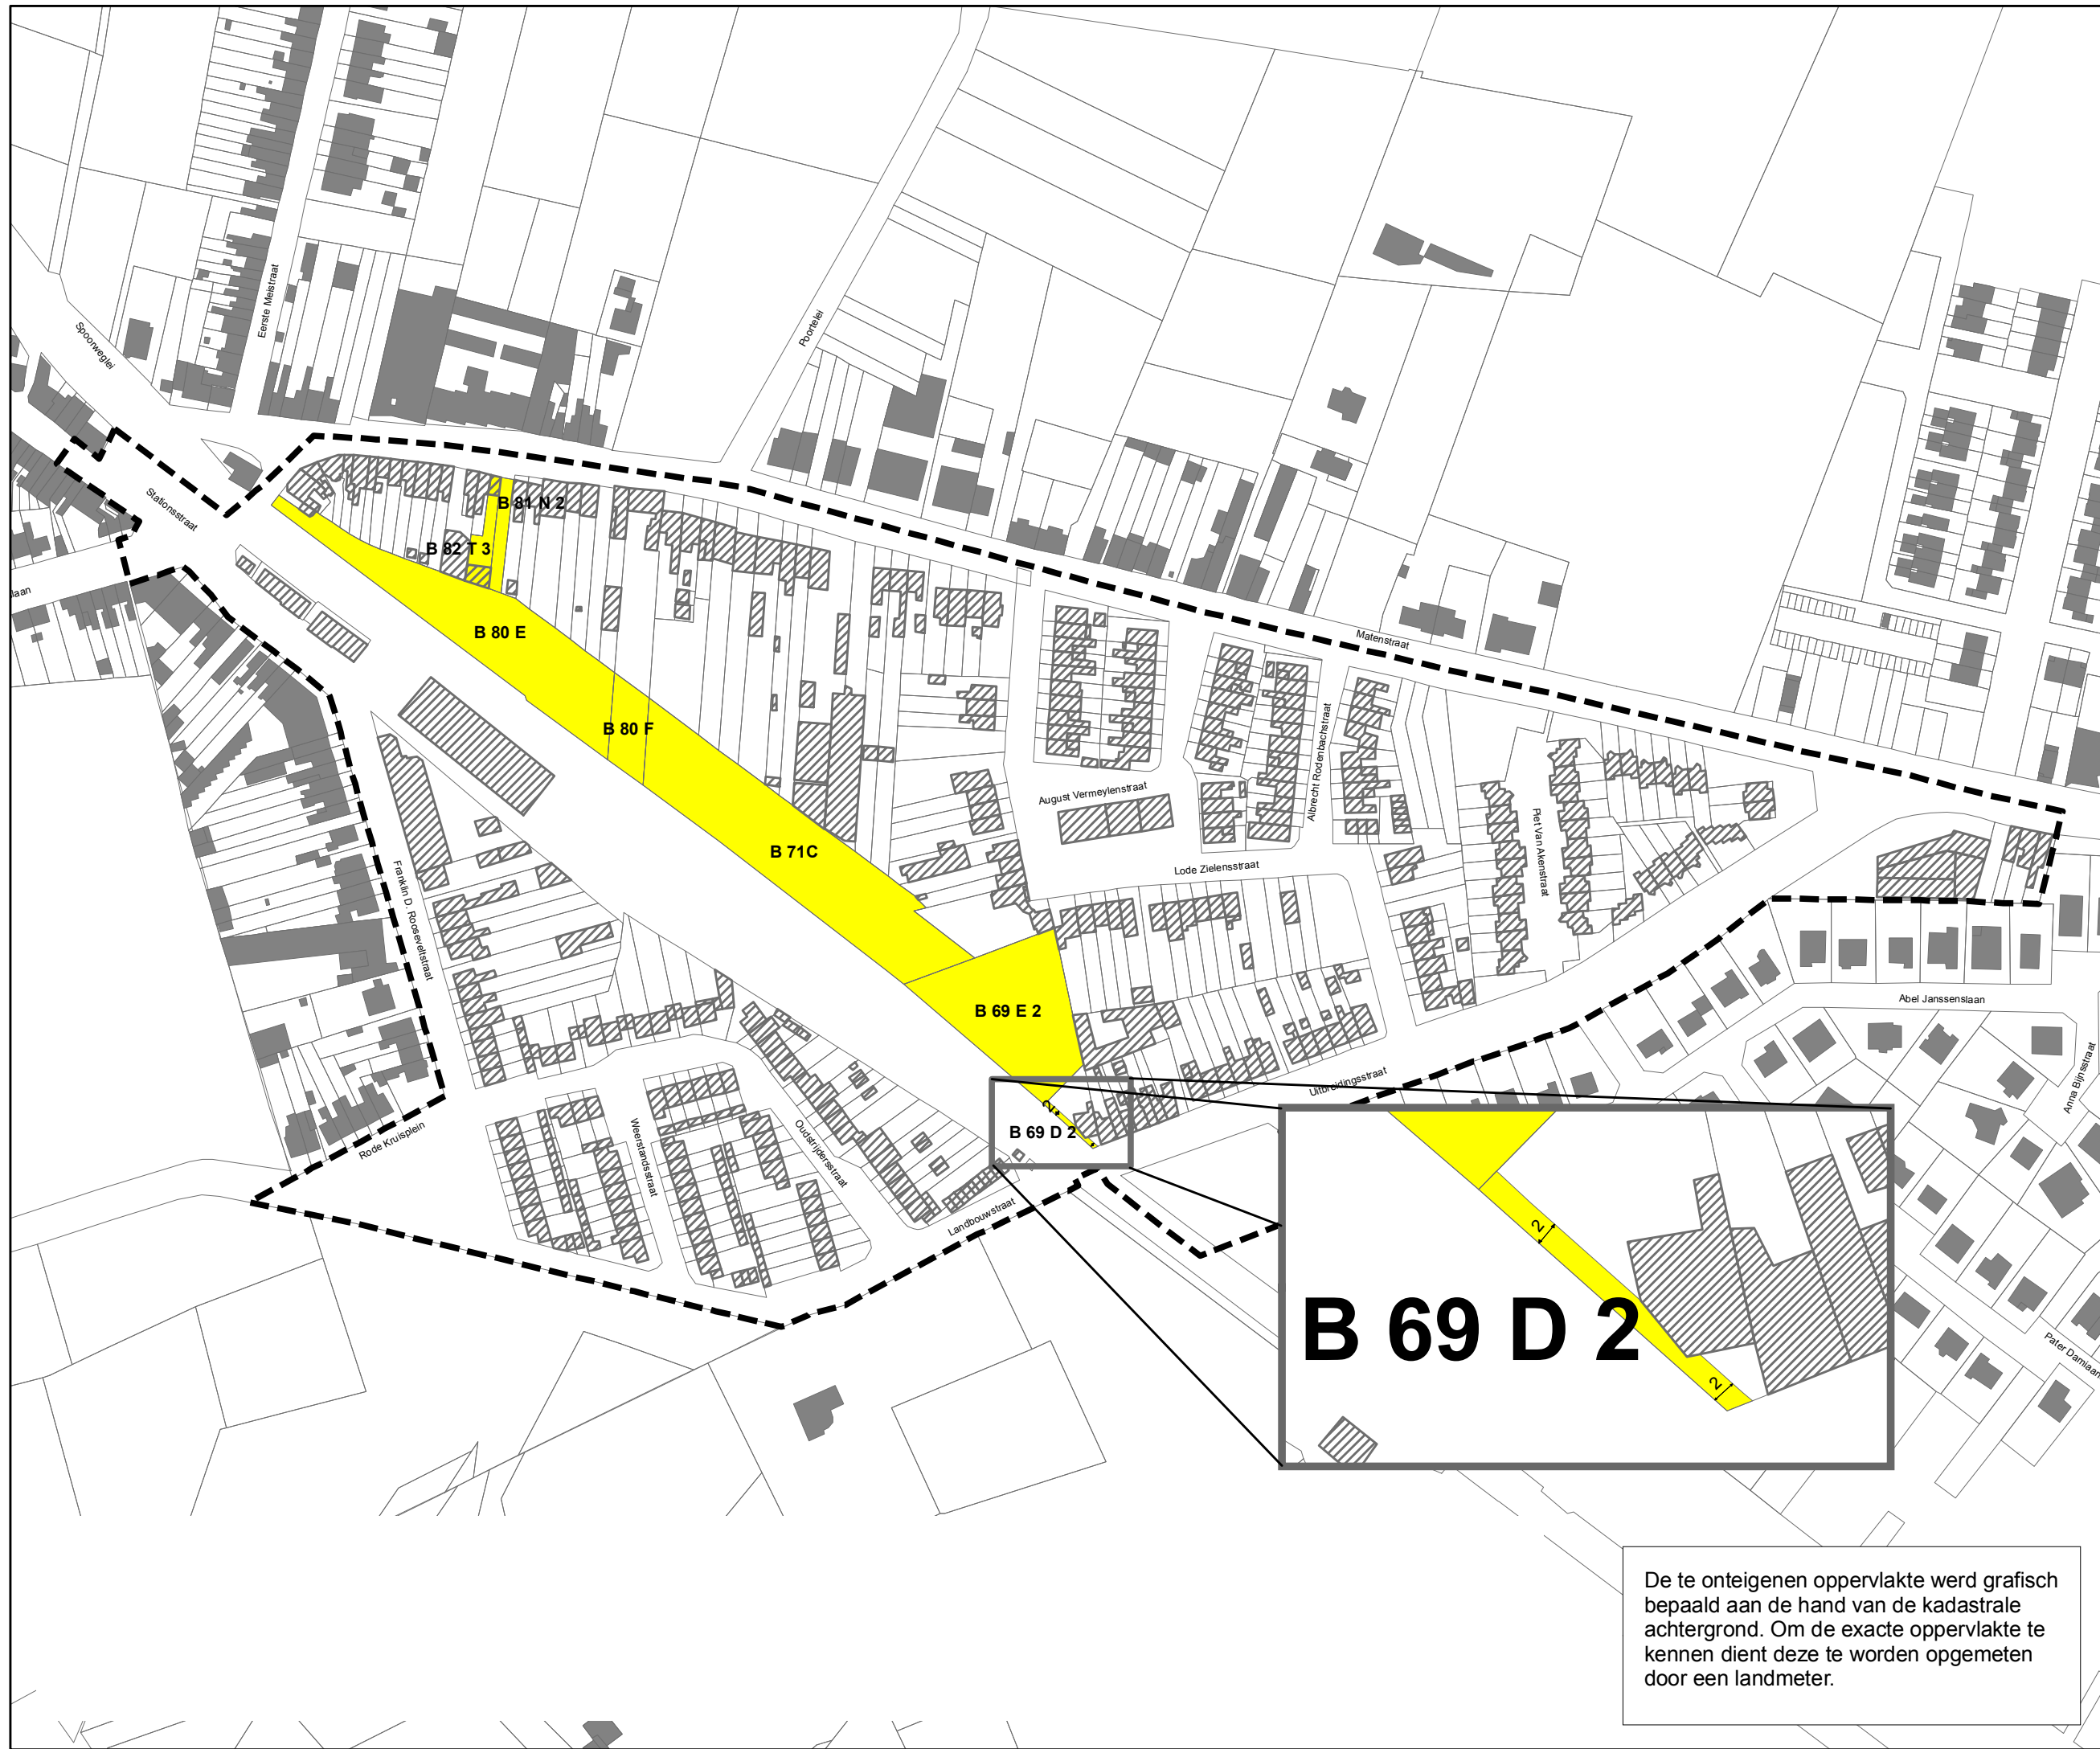 Eerste Meistraat
Spoorweglei
Poortelei
Stationsstraat
B 81 N 2
B 82 T 3
laan
B 80 E
Matenstraat
B 80 F
Albrecht Rodenbachstraat
August Vermeylenstraat
B 71C
Lode Zielensstraat
Piet Van Akenstraat
Franklin D. Rooseveltstraat
B 69 E 2
Abel Janssenslaan
Anna Bijnsstraat
Uitbreidingsstraat
2
B 69 D 2
Rode Kruisplein
Weerstandsstraat
Oudstrijdersstraat
Landbouwstraat
2
B 69 D 2
2
Pater Damiaan
De te onteigenen oppervlakte werd grafisch
bepaald aan de hand van de kadastrale
achtergrond. Om de exacte oppervlakte te
kennen dient deze te worden opgemeten
door een landmeter.